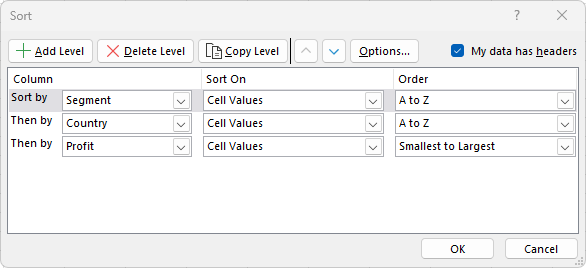 Sort
?
Add Level Delete Level Copy Level Options... My data has headers
Column Sort On Order
Sort by Segment Cell Values A to Z
Then by Country Cell Values A to Z
Then by Profit Cell Values Smallest to Largest
OK Cancel